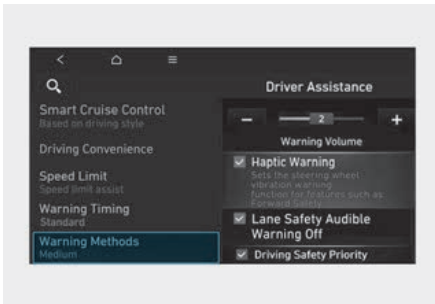 Driver Assistance
Smart Cruise Control
Based on driving style
Driving Convenience
Speed Limit
Speed limit assist
Warning Timing
Standard
Warning Methods
Medium
− 2 +
Warning Volume
Haptic Warning
Sets the steering wheel
vibration warning
function for features such as
Forward Safety.
Lane Safety Audible
Warning Off
Driving Safety Priority